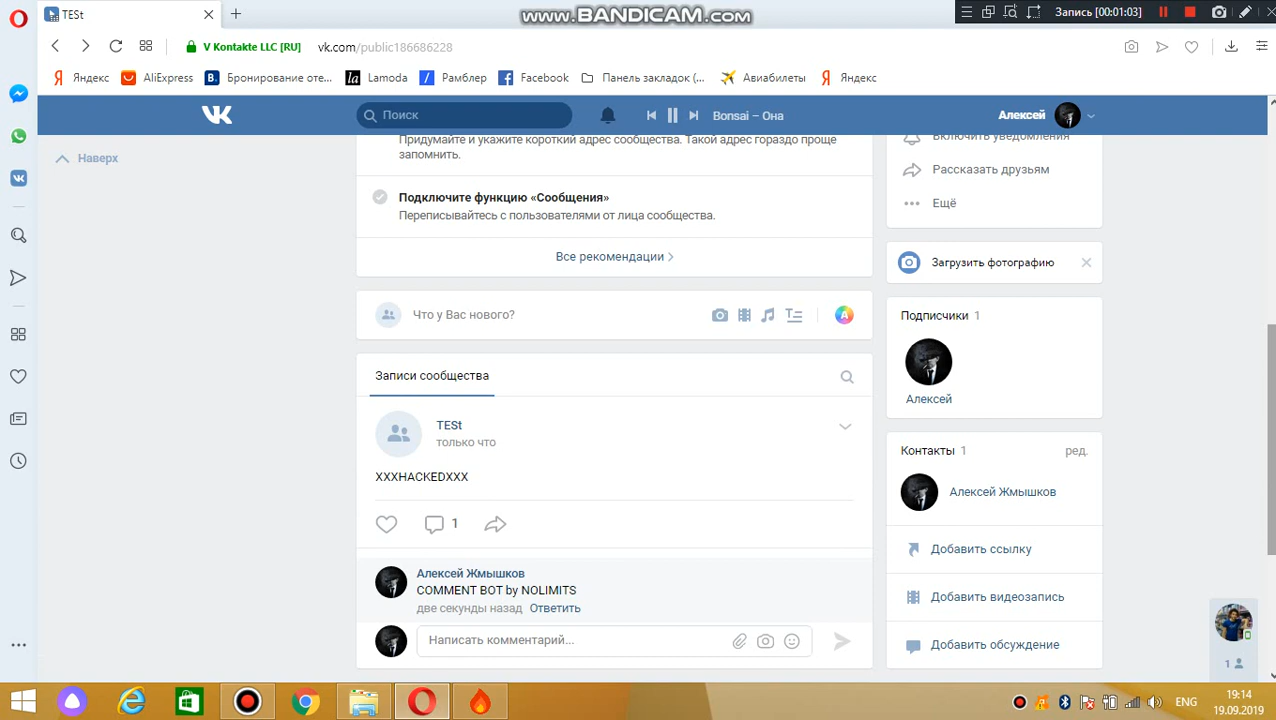 TESt
www.BANDICAM.com
Запись [00:01:03]
V Kontakte LLC [RU]
vk.com/public186686228
Яндекс
AliExpress
B.
Бронирование оте...
la
Lamoda
Рамблер
Facebook
Панель закладок (...
Авиабилеты
Яндекс
Поиск
Bonsai – Она
Алексей
Наверх
Придумайте и укажите короткий адрес сообщества. Такой адрес гораздо проще
запомнить.
Включить уведомления
Рассказать друзьям
Ещё
Подключите функцию «Сообщения»
Переписывайтесь с пользователями от лица сообщества.
Все рекомендации
Загрузить фотографию
Что у Вас нового?
Подписчики 1
Алексей
Записи сообщества
TESt
только что
XXXHACKEDXXX
1
Контакты 1
ред.
Алексей Жмышков
Добавить ссылку
Добавить видеозапись
Добавить обсуждение
Алексей Жмышков
COMMENT BOT by NOLIMITS
две секунды назад Ответить
Написать комментарий...
1
ENG
19:14
19.09.2019